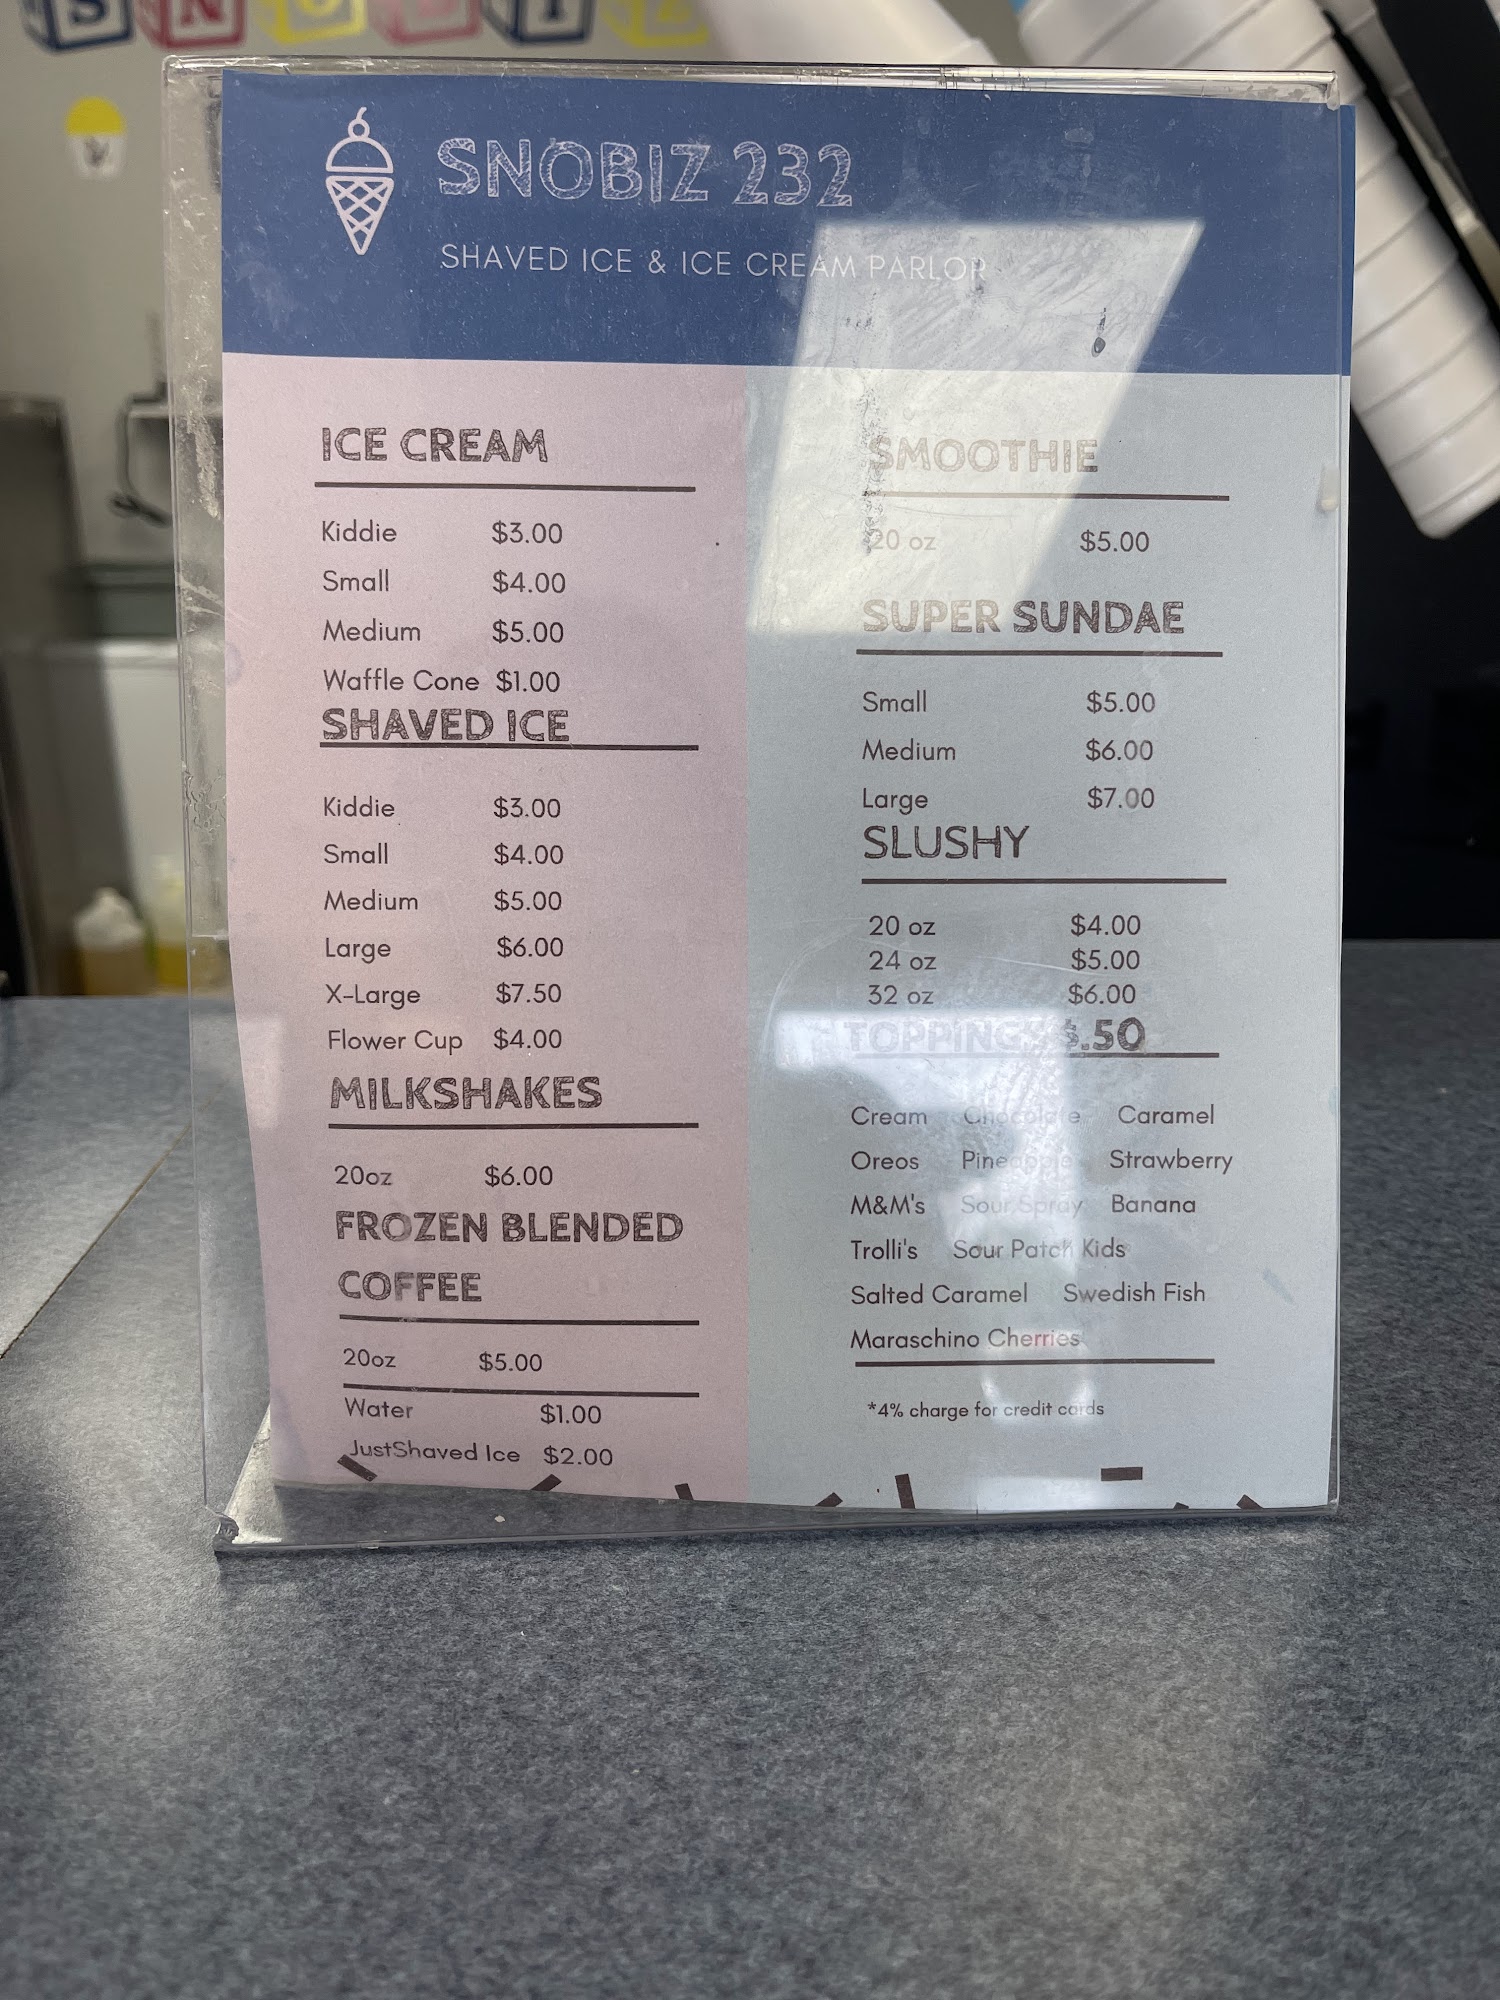 SNOBIZ
SNOBIZ 232
SHAVED ICE & ICE CREAM PARLOR
ICE CREAM
Kiddie $3.00
Small $4.00
Medium $5.00
Waffle Cone $1.00
SHAVED ICE
Kiddie $3.00
Small $4.00
Medium $5.00
Large $6.00
X-Large $7.50
Flower Cup $4.00
MILKSHAKES
20oz $6.00
FROZEN BLENDED
COFFEE
20oz $5.00
Water $1.00
JustShaved Ice $2.00
SMOOTHIE
20 oz $5.00
SUPER SUNDAE
Small $5.00
Medium $6.00
Large $7.00
SLUSHY
20 oz $4.00
24 oz $5.00
32 oz $6.00
TOPPINGS $.50
Cream Chocolate Caramel
Oreos Pineapple Strawberry
M&M's Sour Spray Banana
Trolli's Sour Patch Kids
Salted Caramel Swedish Fish
Maraschino Cherries
*4% charge for credit cards